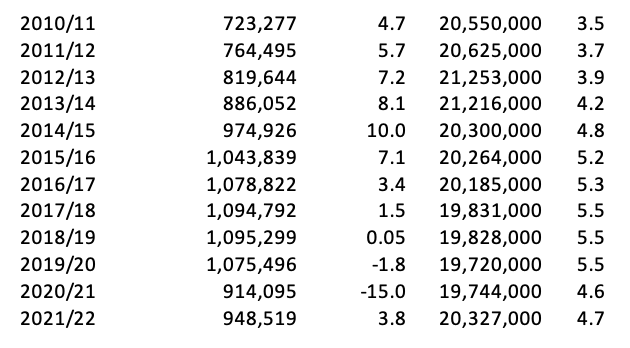 2010/11 723,277 4.7 20,550,000 3.5
2011/12 764,495 5.7 20,625,000 3.7
2012/13 819,644 7.2 21,253,000 3.9
2013/14 886,052 8.1 21,216,000 4.2
2014/15 974,926 10.0 20,300,000 4.8
2015/16 1,043,839 7.1 20,264,000 5.2
2016/17 1,078,822 3.4 20,185,000 5.3
2017/18 1,094,792 1.5 19,831,000 5.5
2018/19 1,095,299 0.05 19,828,000 5.5
2019/20 1,075,496 -1.8 19,720,000 5.5
2020/21 914,095 -15.0 19,744,000 4.6
2021/22 948,519 3.8 20,327,000 4.7